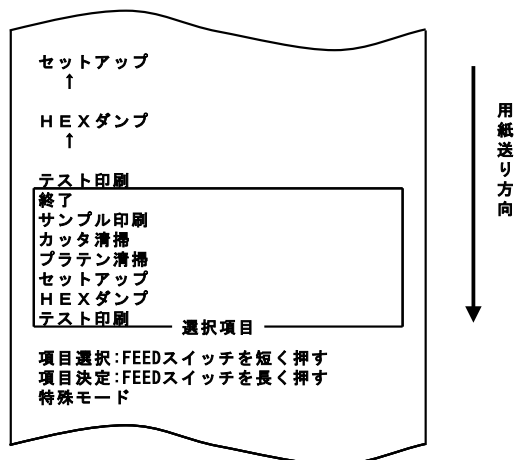 セットアップ
↑
ＨＥＸダンプ
↑
テスト印刷
終了
サンプル印刷
カッタ清掃
プラテン清掃
セットアップ
ＨＥＸダンプ
テスト印刷
選択項目
項目選択:FEEDスイッチを短く押す
項目決定:FEEDスイッチを長く押す
特殊モード
用紙送り方向